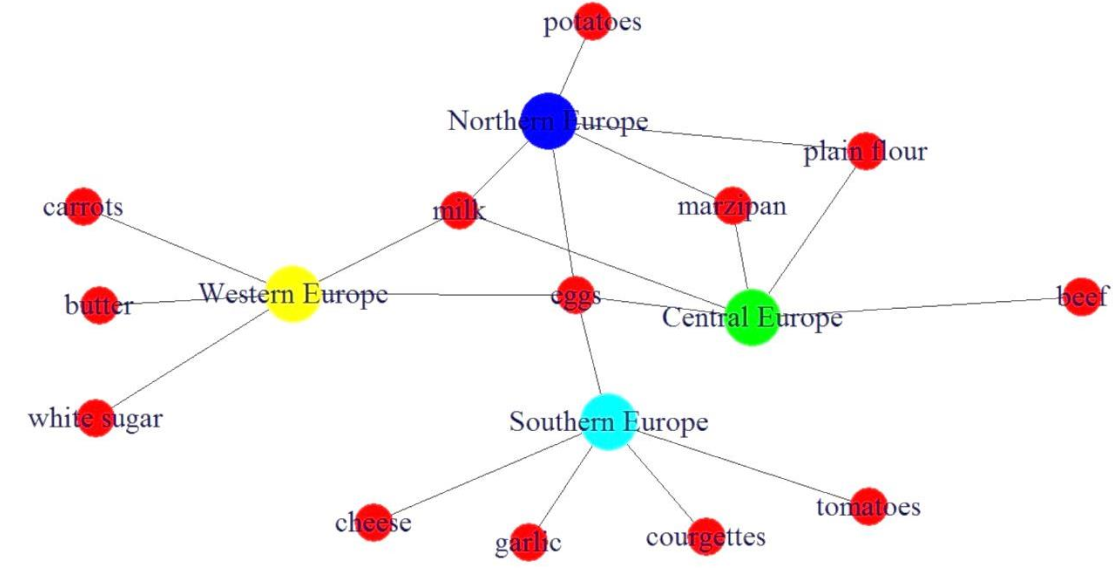 potatoes
Northern Europe
plain flour
carrots
milk
marzipan
butter
Western Europe
eggs
Central Europe
beef
white sugar
Southern Europe
cheese
garlic
courgettes
tomatoes